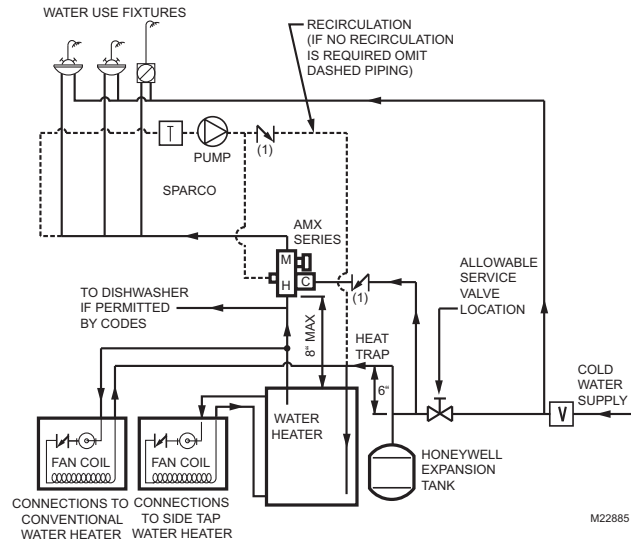 WATER USE FIXTURES
RECIRCULATION
(IF NO RECIRCULATION
IS REQUIRED OMIT
DASHED PIPING)
T
PUMP
(1)
SPARCO
AMX
SERIES
M
H
C
(1)
ALLOWABLE
SERVICE
VALVE
LOCATION
TO DISHWASHER
IF PERMITTED
BY CODES
8" MAX
HEAT
TRAP
6"
COLD
WATER
SUPPLY
V
WATER
HEATER
FAN COIL
FAN COIL
HONEYWELL
EXPANSION
TANK
CONNECTIONS TO
CONVENTIONAL
WATER HEATER
CONNECTIONS
TO SIDE TAP
WATER HEATER
M22885